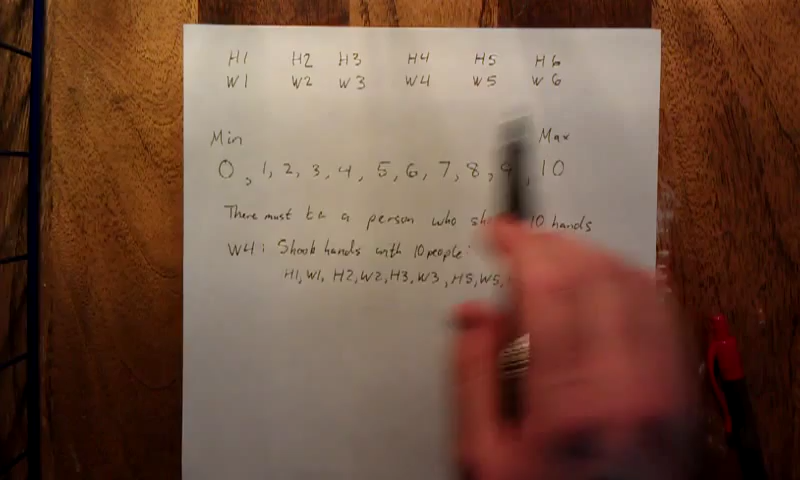 H1 H2 H3 H4 H5 H6
W1 W2 W3 W4 W5 W6
Min Max
0, 1, 2, 3, 4, 5, 6, 7, 8, 9, 10
There must be a person who 10 hands
W4: Shook hands with 10 people:
H1, W1, H2, W2, H3, W3, H5, W5,